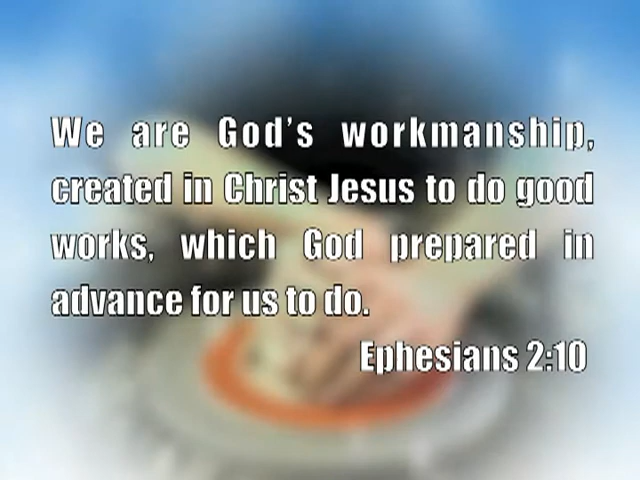 We are God's workmanship,
created in Christ Jesus to do good
works, which God prepared in
advance for us to do.
Ephesians 2:10